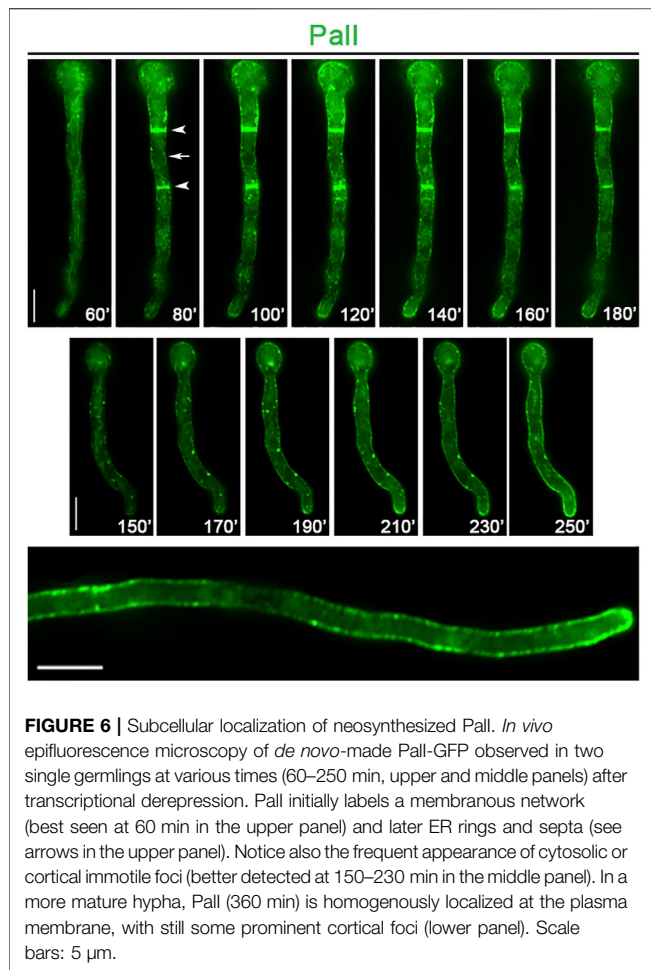 PalI
60'
80'
100'
120'
140'
160'
180'
150'
170'
190'
210'
230'
250'
FIGURE 6 | Subcellular localization of neosynthesized PalI. In vivo
epifluorescence microscopy of de novo-made PalI-GFP observed in two
single germlings at various times (60–250 min, upper and middle panels) after
transcriptional derepression. PalI initially labels a membranous network
(best seen at 60 min in the upper panel) and later ER rings and septa (see
arrows in the upper panel). Notice also the frequent appearance of cytosolic or
cortical immotile foci (better detected at 150–230 min in the middle panel). In a
more mature hypha, PalI (360 min) is homogenously localized at the plasma
membrane, with still some prominent cortical foci (lower panel). Scale
bars: 5 µm.